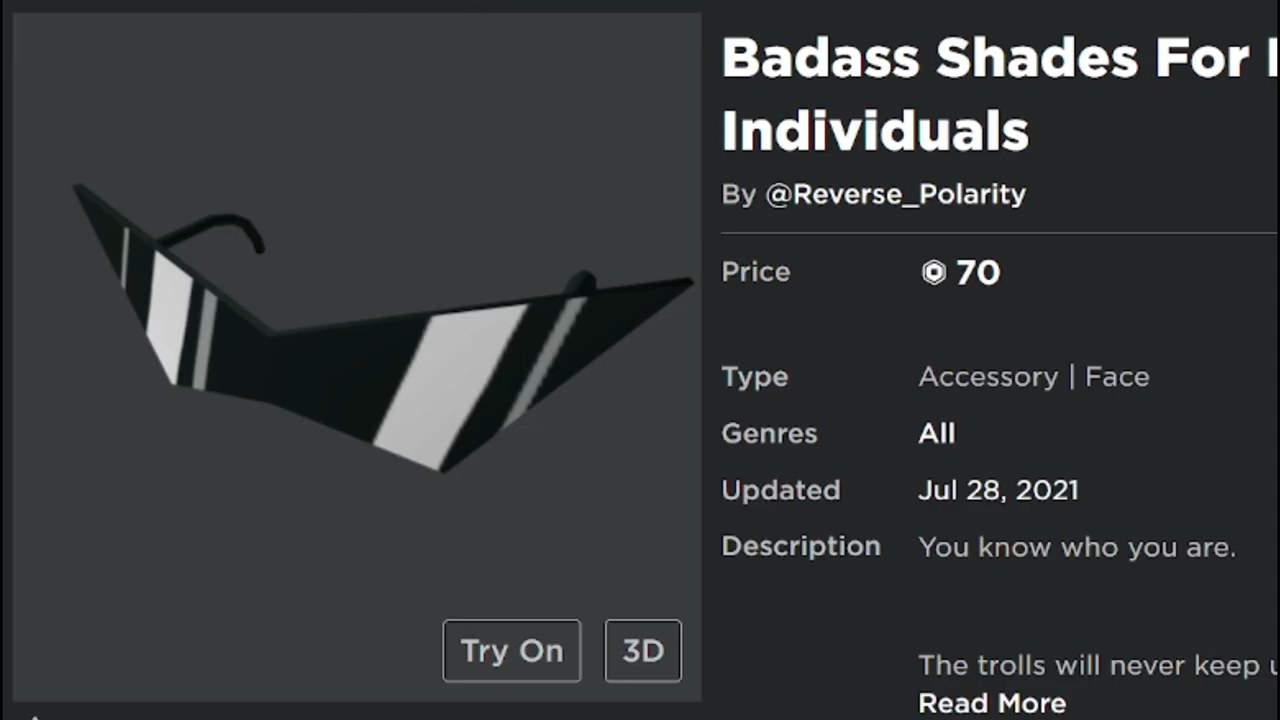 Badass Shades For
Individuals
By @Reverse_Polarity
Price 70
Type Accessory | Face
Genres All
Updated Jul 28, 2021
Description You know who you are.
The trolls will never keep
Read More
Try On 3D